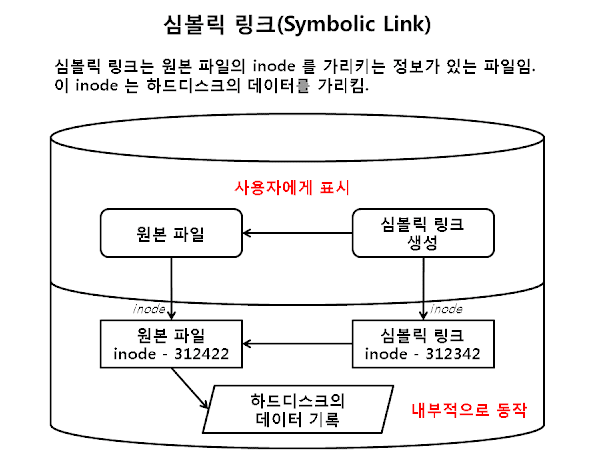 심볼릭 링크(Symbolic Link)
심볼릭 링크는 원본 파일의 inode 를 가리키는 정보가 있는 파일임.
이 inode 는 하드디스크의 데이터를 가리킴.
사용자에게 표시
원본 파일
심볼릭 링크
생성
inode
inode
원본 파일
inode - 312422
심볼릭 링크
inode - 312342
하드디스크의
데이터 기록
내부적으로 동작